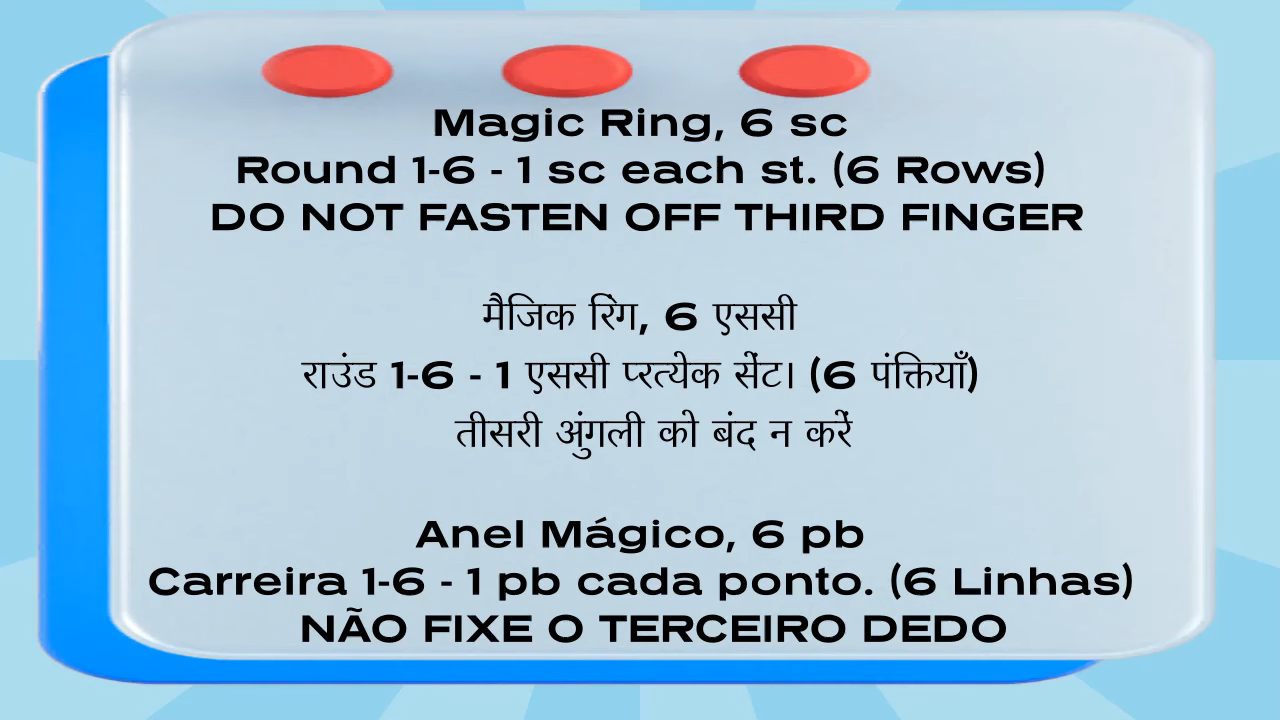 Magic Ring, 6 sc
Round 1-6 - 1 sc each st. (6 Rows)
DO NOT FASTEN OFF THIRD FINGER
मैजिक रिंग, 6 एससी
राउंड 1-6 - 1 एससी प्रत्येक सेंट। (6 पंक्तियाँ)
तीसरी अुंगली को बंद न करें
Anel Mágico, 6 pb
Carreira 1-6 - 1 pb cada ponto. (6 Linhas)
NÃO FIXE O TERCEIRO DEDO